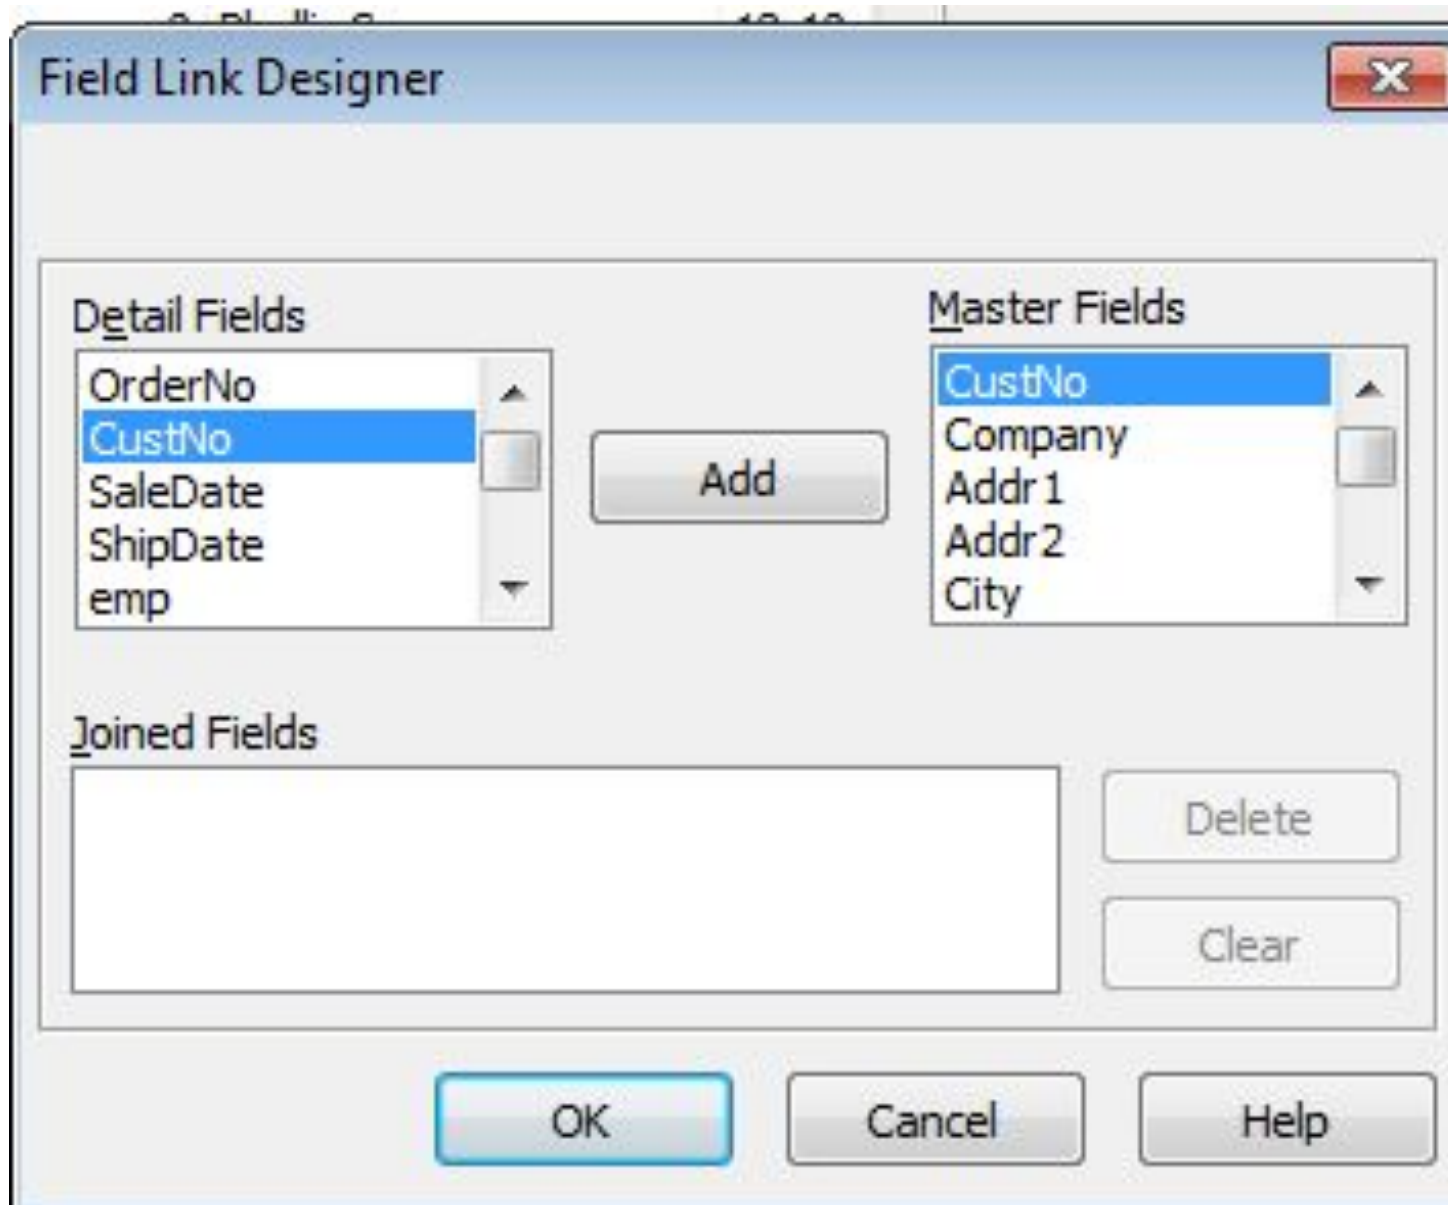 Field Link Designer
Detail Fields
OrderNo
CustNo
SaleDate
ShipDate
emp
Add
Master Fields
CustNo
Company
Addr1
Addr2
City
Joined Fields
Delete
Clear
OK
Cancel
Help